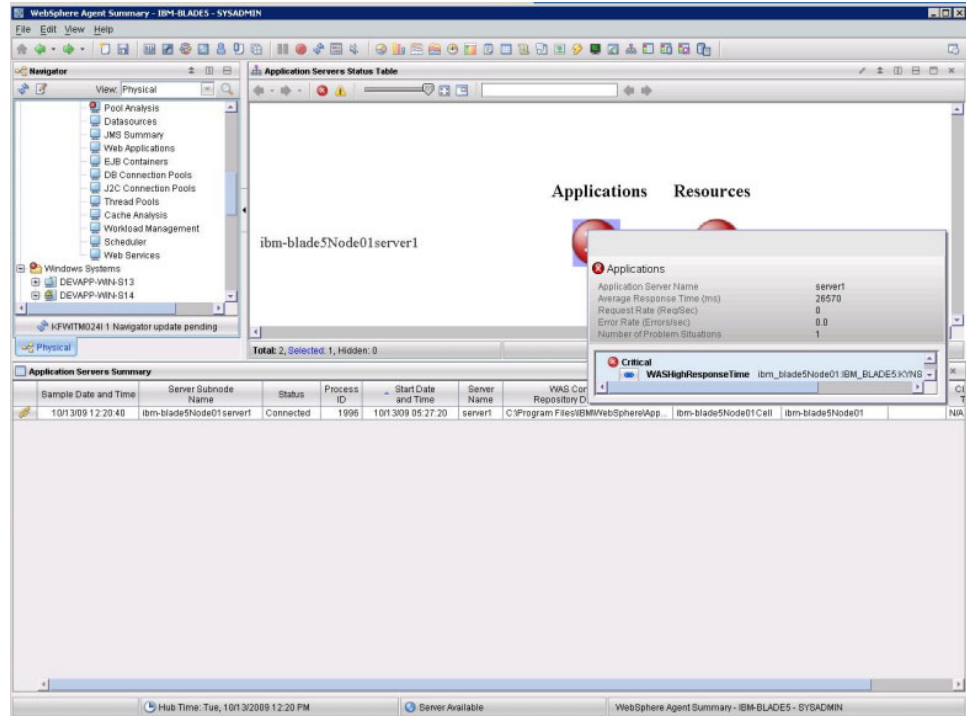 WebSphere Agent Summary - IBM-BLADE5 - SYSADMIN
File Edit View Help
Navigator
View: Physical
Pool Analysis
Datasources
JMS Summary
Web Applications
EJB Containers
DB Connection Pools
J2C Connection Pools
Thread Pools
Cache Analysis
Workload Management
Scheduler
Web Services
Windows Systems
DEVAPP-WIN-S13
DEVAPP-WIN-S14
KFWITM024I 1 Navigator update pending
Physical
Application Servers Status Table
Applications Resources
ibm-blade5Node01server1
Applications
Application Server Name server1
Average Response Time (ms) 26570
Request Rate (Req/Sec) 0
Error Rate (Errors/sec) 0.0
Number of Problem Situations 1
Critical
WASHighResponseTime ibm_blade5Node01:IBM_BLADE5:KYNS
Total: 2, Selected: 1, Hidden: 0
Application Servers Summary
Sample Date and Time Server Subnode Name Status Process ID Start Date and Time Server Name WAS Con Repository D
10/13/09 12:20:40 ibm-blade5Node01server1 Connected 1996 10/13/09 05:27:20 server1 C:\Program Files\IBM\WebSphere\App... ibm-blade5Node01Cell ibm-blade5Node01 N/A
Hub Time: Tue, 10/13/2009 12:20 PM Server Available WebSphere Agent Summary - IBM-BLADE5 - SYSADMIN